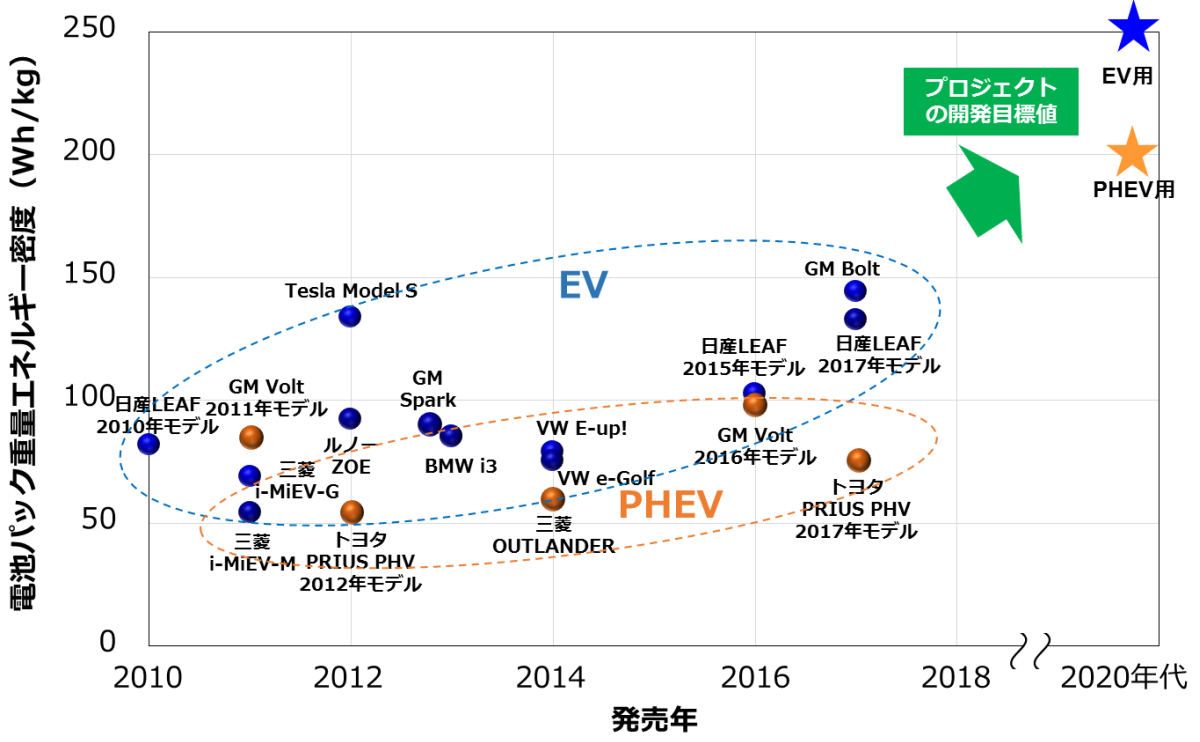 電池パック重量エネルギー密度（Wh/kg）
250
200
150
100
50
0
EV用
プロジェクト
の開発目標値
PHEV用
EV
PHEV
GM Bolt
Tesla Model S
日産LEAF
2017年モデル
日産LEAF
2015年モデル
GM
Spark
GM Volt
2011年モデル
日産LEAF
2010年モデル
ルノー
ZOE
BMW i3
VW E-up!
VW e-Golf
GM Volt
2016年モデル
三菱
i-MiEV-G
三菱
i-MiEV-M
トヨタ
PRIUS PHV
2012年モデル
三菱
OUTLANDER
トヨタ
PRIUS PHV
2017年モデル
2010
2012
2014
2016
2018
2020年代
発売年